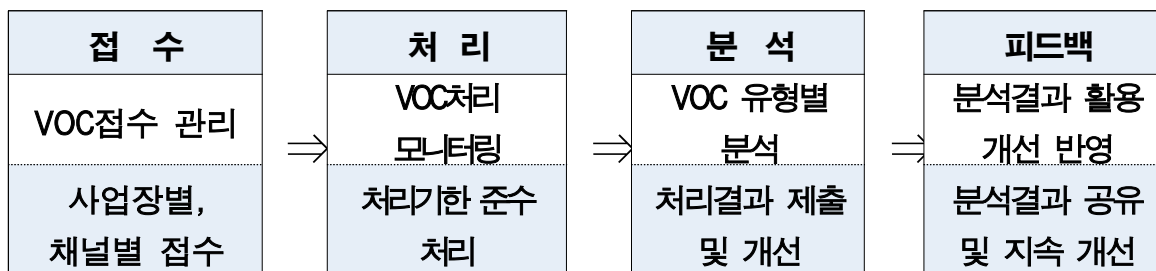 접 수
VOC접수 관리
사업장별,
채널별 접수
⇒
처 리
VOC처리
모니터링
처리기한 준수
처리
⇒
분 석
VOC 유형별
분석
처리결과 제출
및 개선
⇒
피드백
분석결과 활용
개선 반영
분석결과 공유
및 지속 개선